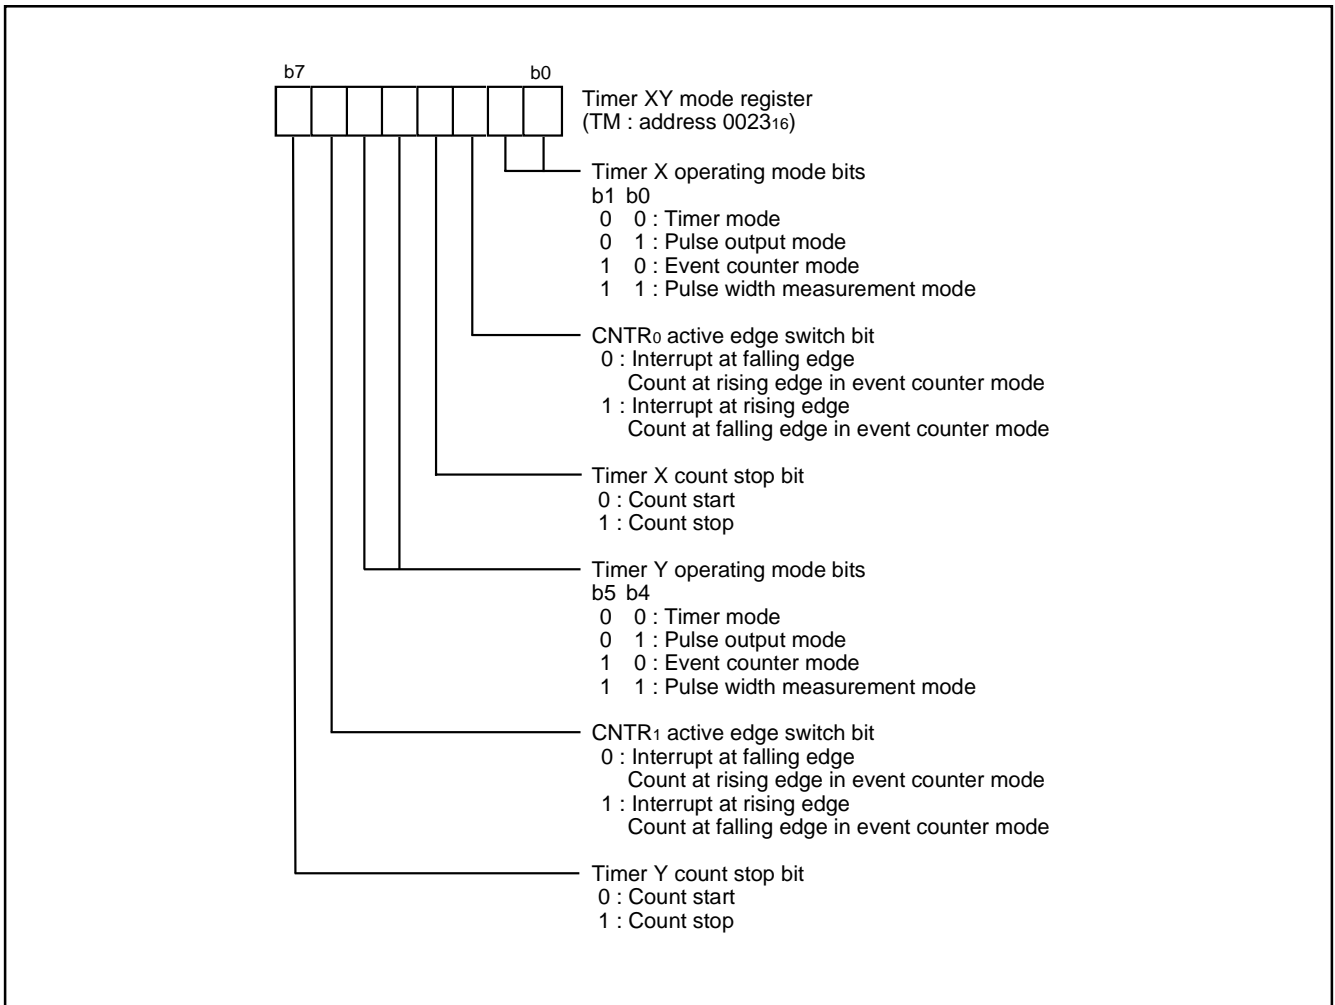 b7 b0
Timer XY mode register
(TM : address 002316)
Timer X operating mode bits
b1 b0
0 0 : Timer mode
0 1 : Pulse output mode
1 0 : Event counter mode
1 1 : Pulse width measurement mode
CNTR0 active edge switch bit
0 : Interrupt at falling edge
Count at rising edge in event counter mode
1 : Interrupt at rising edge
Count at falling edge in event counter mode
Timer X count stop bit
0 : Count start
1 : Count stop
Timer Y operating mode bits
b5 b4
0 0 : Timer mode
0 1 : Pulse output mode
1 0 : Event counter mode
1 1 : Pulse width measurement mode
CNTR1 active edge switch bit
0 : Interrupt at falling edge
Count at rising edge in event counter mode
1 : Interrupt at rising edge
Count at falling edge in event counter mode
Timer Y count stop bit
0 : Count start
1 : Count stop